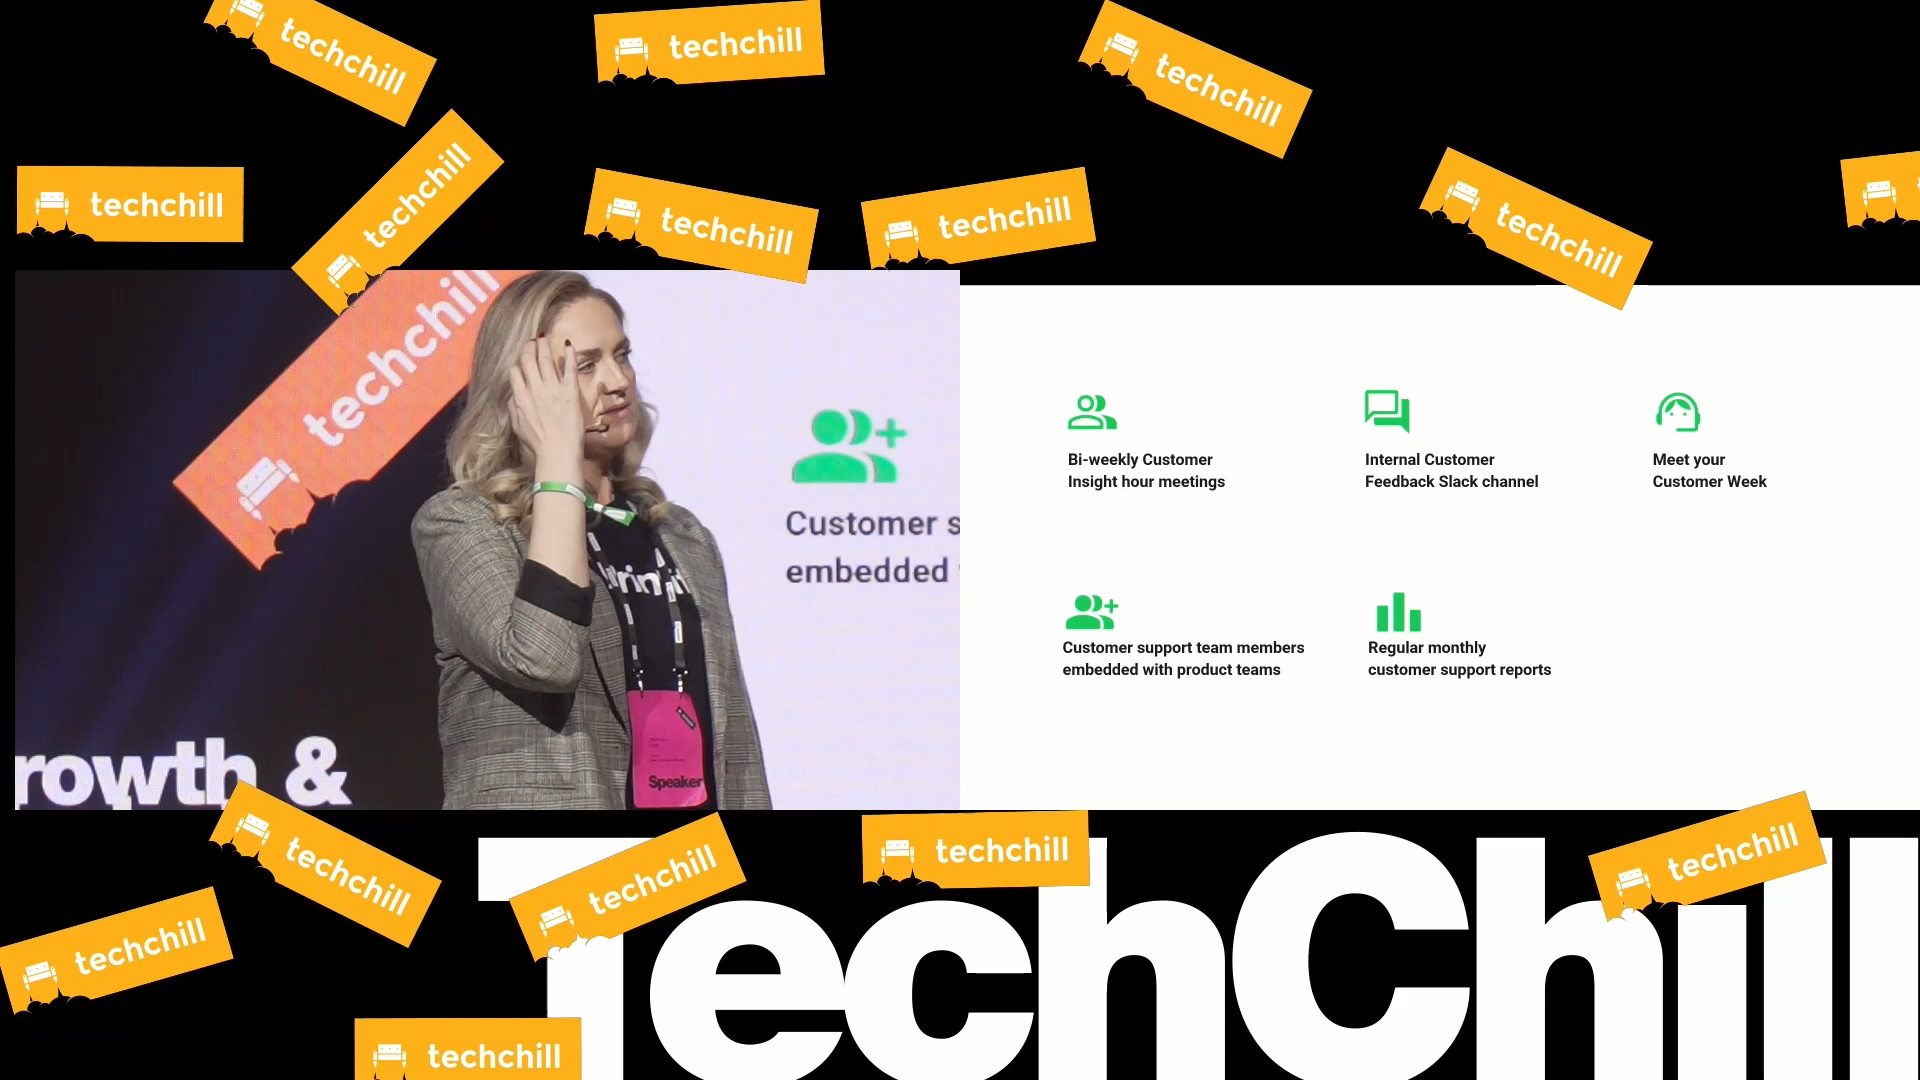 techchill
techchill
techchill
techchill
techchill
techchill
techchill
techchill
techchill
Customer s
embedded
Speaker
rowth &
Bi-weekly Customer
Insight hour meetings
Internal Customer
Feedback Slack channel
Meet your
Customer Week
Customer support team members
embedded with product teams
Regular monthly
customer support reports
techchill
techchill
techchill
techchill
techchill
techchill
TechChill